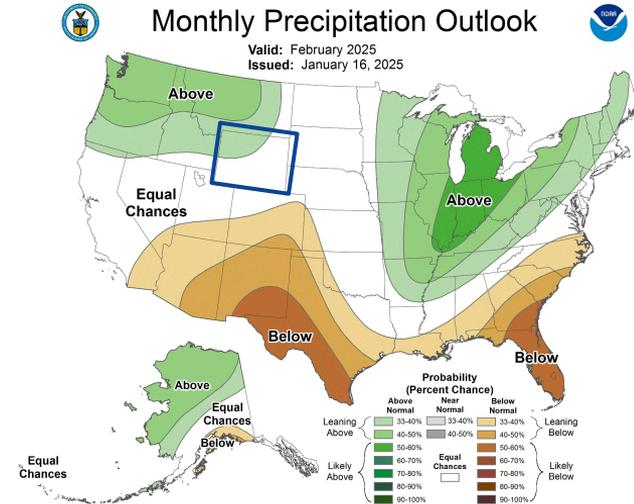 Monthly Precipitation Outlook
NOAA
Valid: February 2025
Issued: January 16, 2025
Above
Equal
Chances
Above
Below
Below
Above
Equal
Chances
Below
Equal
Chances
Probability
(Percent Chance)
Above Normal
Near Normal
Below Normal
Leaning Above
33-40% 33-40% 33-40%
40-50% 40-50% 40-50%
Leaning Below
Likely Above
50-60% 50-60%
60-70% 60-70%
70-80% 70-80%
80-90% 80-90%
90-100% 90-100%
Equal Chances
Likely Below